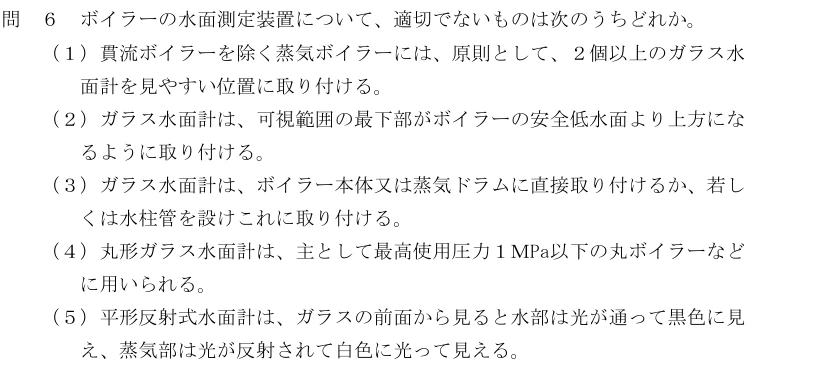 問　６　ボイラーの水面測定装置について、適切でないものは次のうちどれか。
（１）貫流ボイラーを除く蒸気ボイラーには、原則として、２個以上のガラス水
面計を見やすい位置に取り付ける。
（２）ガラス水面計は、可視範囲の最下部がボイラーの安全低水面より上方にな
るように取り付ける。
（３）ガラス水面計は、ボイラー本体又は蒸気ドラムに直接取り付けるか、若し
くは水柱管を設けこれに取り付ける。
（４）丸形ガラス水面計は、主として最高使用圧力１MPa以下の丸ボイラーなど
に用いられる。
（５）平形反射式水面計は、ガラスの前面から見ると水部は光が通って黒色に見
え、蒸気部は光が反射されて白色に光って見える。